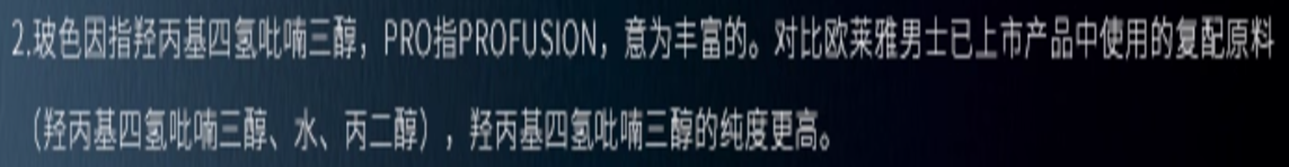 2.玻色因指羟丙基四氢吡喃三醇，PRO指PROFUSION，意为丰富的。对比欧莱雅男士已上市产品中使用的复配原料
（羟丙基四氢吡喃三醇、水、丙二醇），羟丙基四氢吡喃三醇的纯度更高。